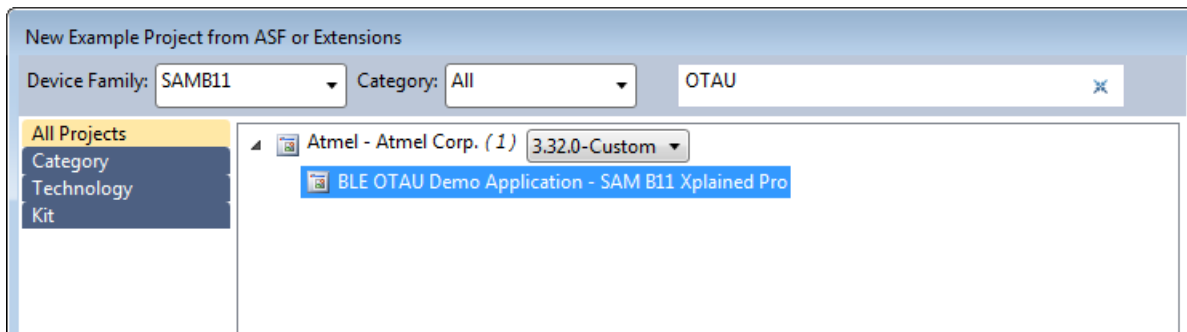 New Example Project from ASF or Extensions
Device Family: SAMB11 Category: All OTAU
All Projects
Category
Technology
Kit
Atmel - Atmel Corp. (1) 3.32.0-Custom
BLE OTAU Demo Application - SAM B11 Xplained Pro